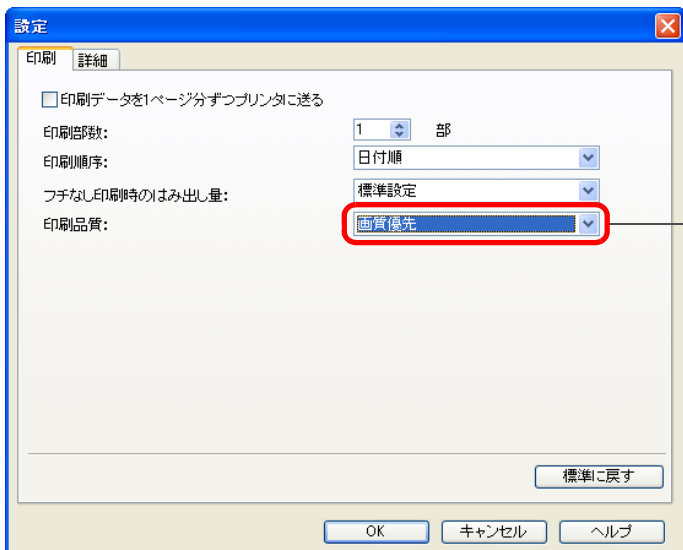 設定
印刷 詳細
印刷データを1ページ分ずつプリンタに送る
印刷部数: 1 部
印刷順序: 日付順
フチなし印刷時のはみ出し量: 標準設定
印刷品質: 画質優先
標準に戻す
OK キャンセル ヘルプ